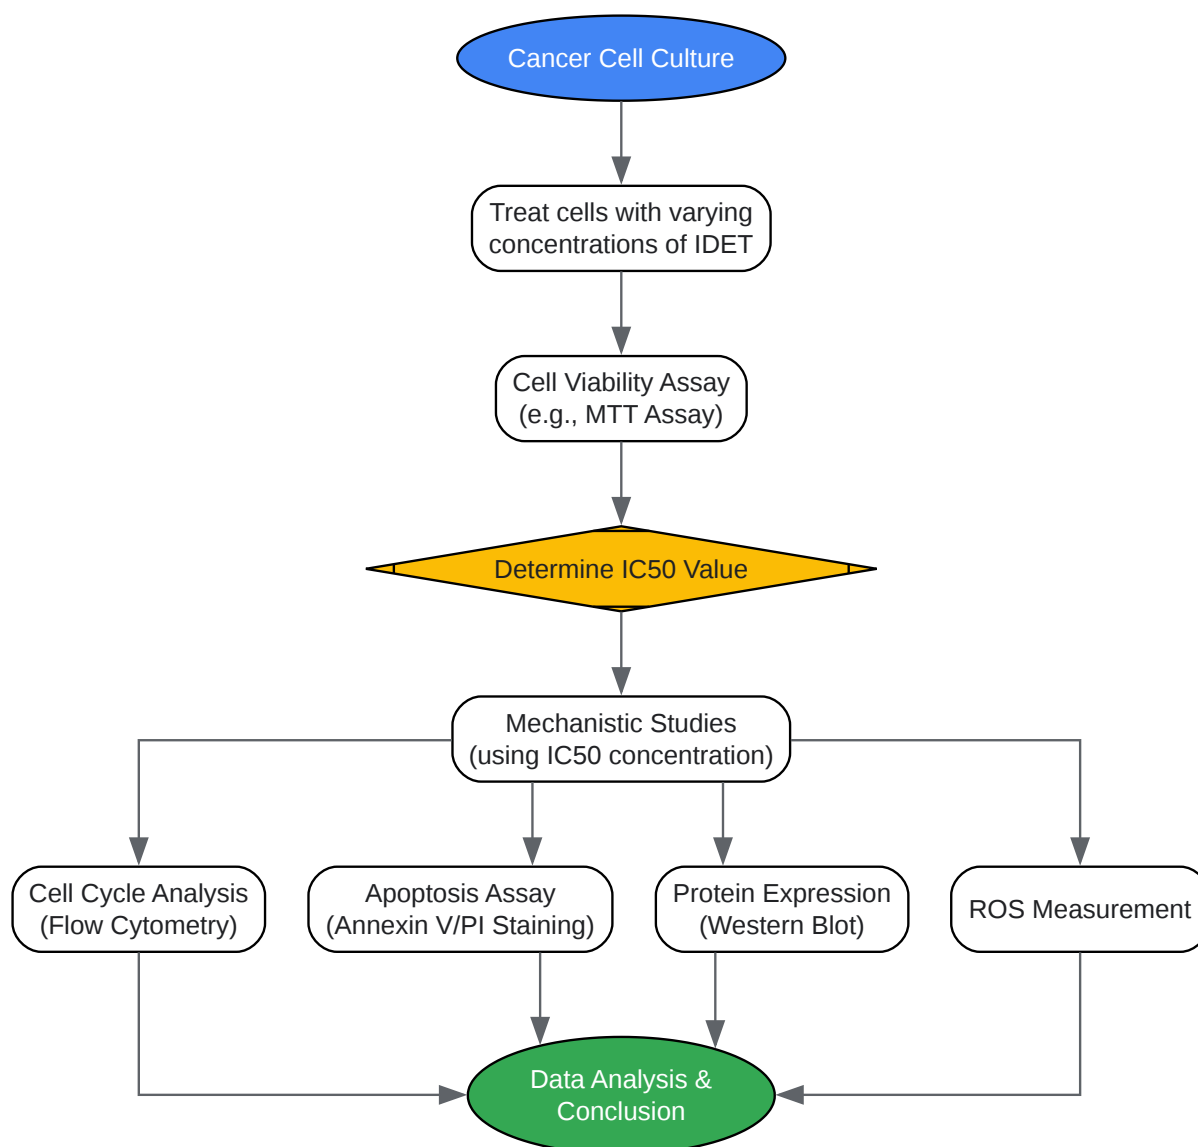 Cancer Cell Culture
Treat cells with varying
concentrations of IDET
Cell Viability Assay
(e.g., MTT Assay)
Determine IC50 Value
Mechanistic Studies
(using IC50 concentration)
Cell Cycle Analysis
(Flow Cytometry)
Apoptosis Assay
(Annexin V/PI Staining)
Protein Expression
(Western Blot)
ROS Measurement
Data Analysis &
Conclusion